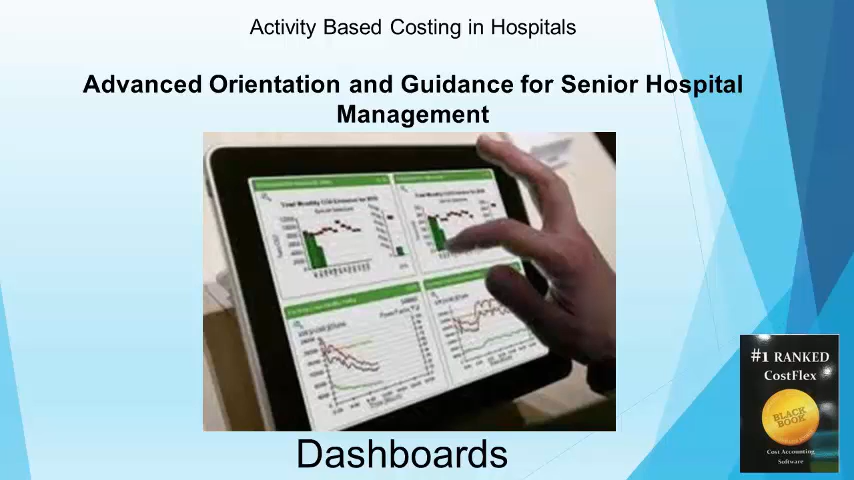 Activity Based Costing in Hospitals
Advanced Orientation and Guidance for Senior Hospital
Management
Dashboards
#1 RANKED
CostFlex
BLACK
BOOK
Cost Accounting
Software